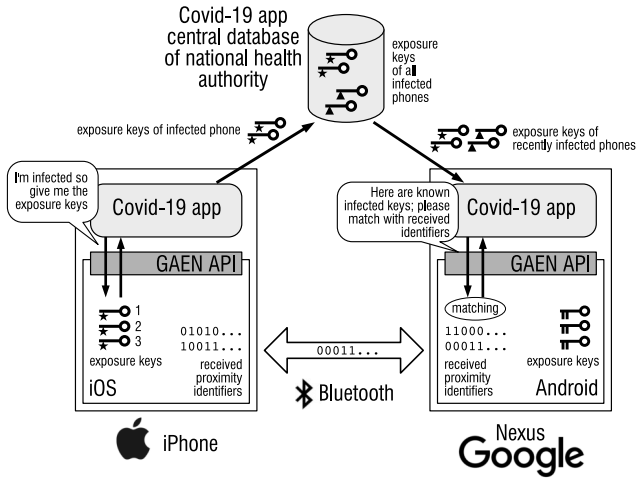 Covid-19 app
central database
of national health
authority
exposure
keys
of all
infected
phones
exposure keys of infected phone
exposure keys of
recently infected phones
I'm infected so
give me the
exposure keys
Covid-19 app
GAEN API
1
2
3
exposure keys
01010...
10011...
received
proximity
identifiers
iOS
iPhone
00011...
Bluetooth
Here are known
infected keys; please
match with received
identifiers
Covid-19 app
GAEN API
matching
11000...
00011...
received
proximity
identifiers
exposure keys
Android
Nexus
Google